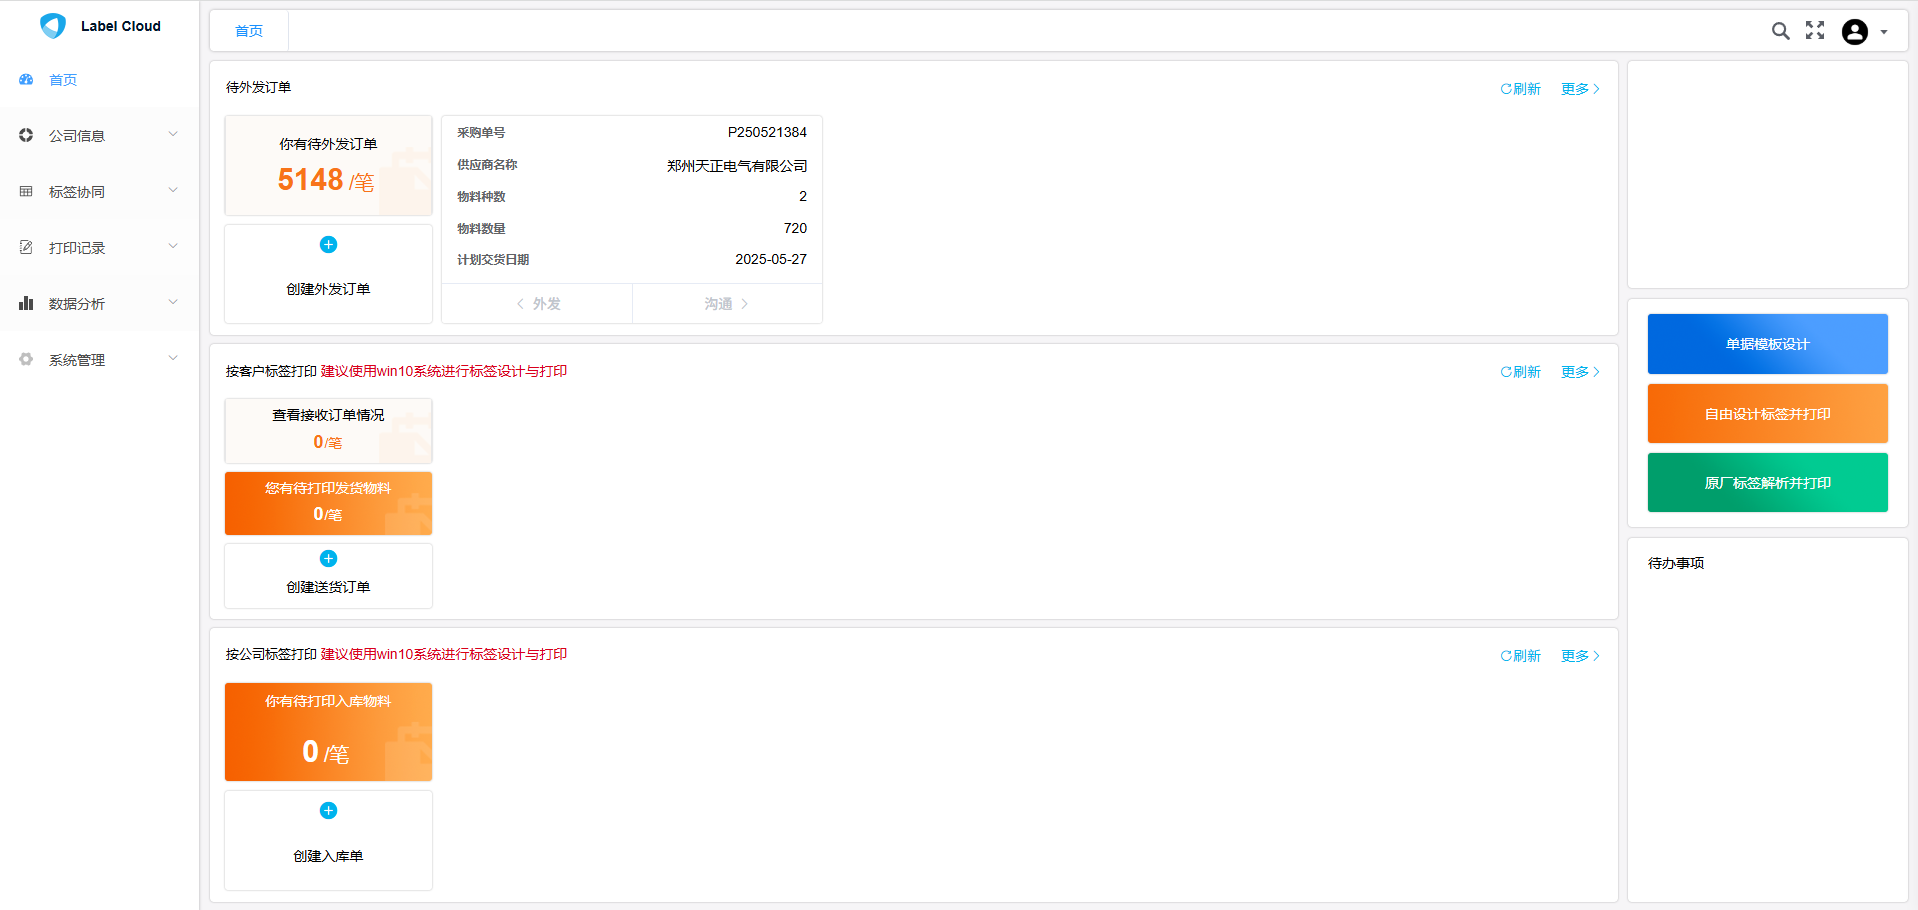 Label Cloud
首页
公司信息
标签协同
打印记录
数据分析
系统管理
首页
待外发订单
刷新 更多
你有待外发订单
5148 /笔
创建外发订单
采购单号 P250521384
供应商名称 郑州天正电气有限公司
物料种数 2
物料数量 720
计划交货日期 2025-05-27
外发 沟通
按客户标签打印 建议使用win10系统进行标签设计与打印
刷新 更多
查看接收订单情况
0/笔
您有待打印发货物料
0/笔
创建送货订单
按公司标签打印 建议使用win10系统进行标签设计与打印
刷新 更多
你有待打印入库物料
0 /笔
创建入库单
单据模板设计
自由设计标签并打印
原厂标签解析并打印
待办事项